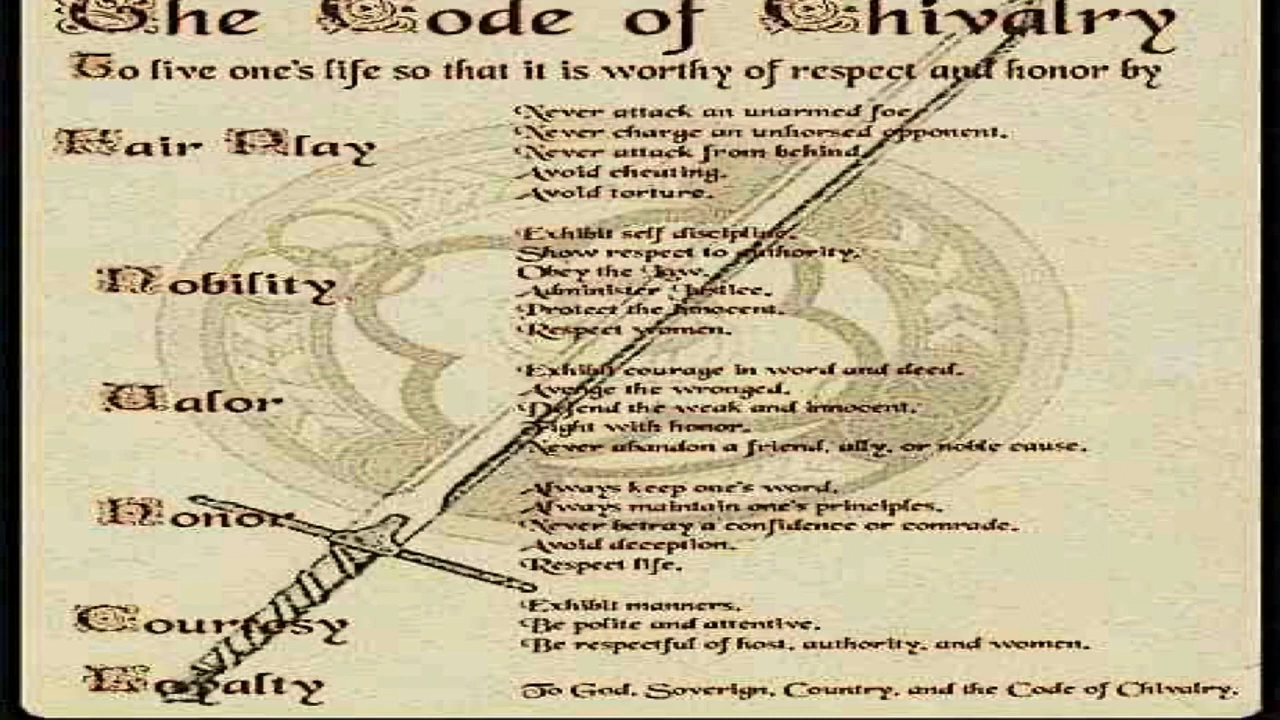 The Code of Chivalry
To live one's life so that it is worthy of respect and honor by
Fair Play
Never attack an unarmed foe.
Never charge an unhorsed opponent.
Never attack from behind.
Avoid cheating.
Avoid torture.
Nobility
Exhibit self discipline.
Show respect to authority.
Obey the law.
Administer Justice.
Protect the innocent.
Respect women.
Valor
Exhibit courage in word and deed.
Avenge the wronged.
Defend the weak and innocent.
Fight with honor.
Never abandon a friend, ally, or noble cause.
Honor
Always keep one's word.
Always maintain one's principles.
Never betray a confidence or comrade.
Avoid deception.
Respect life.
Courtesy
Exhibit manners.
Be polite and attentive.
Be respectful of host, authority, and women.
Loyalty
To God, Soverign, Country, and the Code of Chivalry.